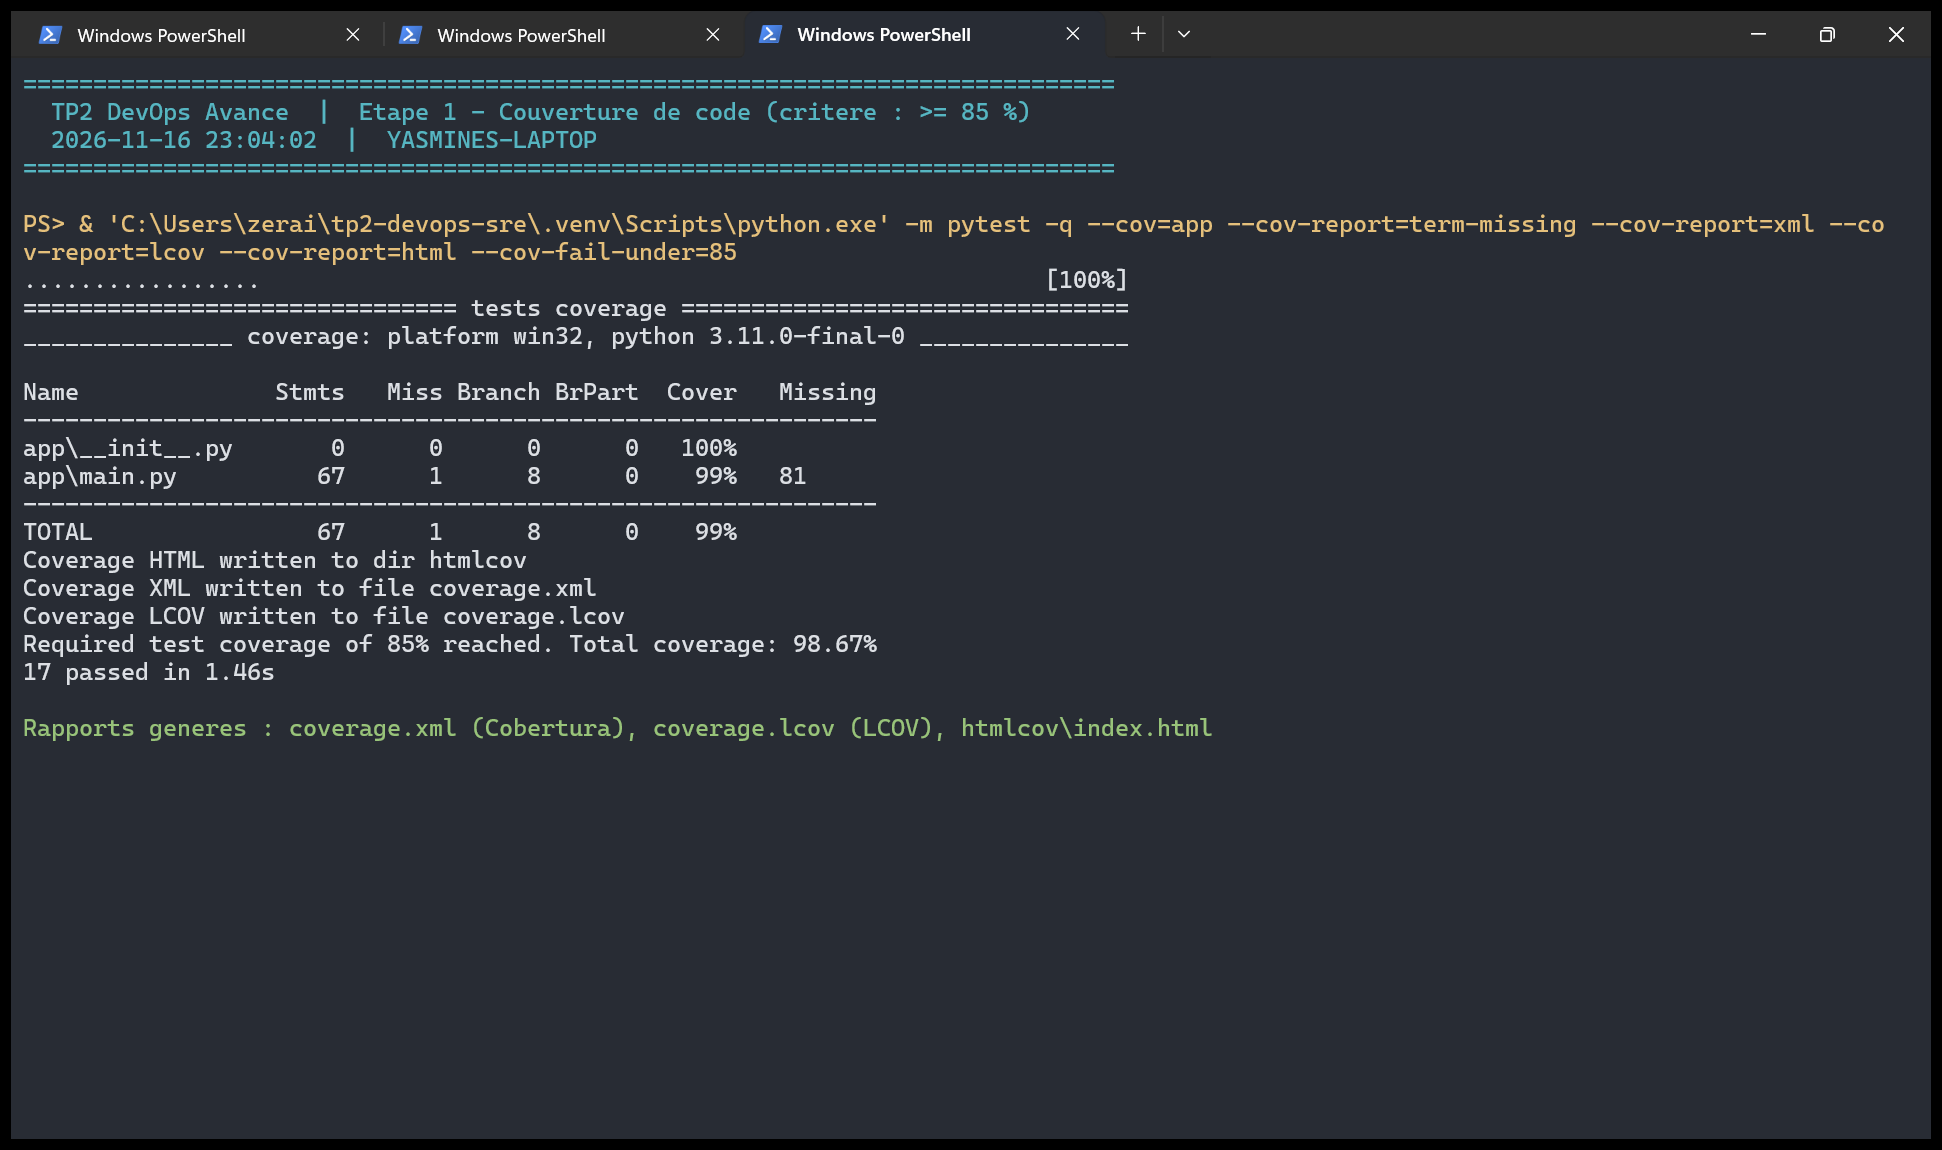 Windows PowerShell
Windows PowerShell
Windows PowerShell
==============================================================================
TP2 DevOps Avance | Etape 1 - Couverture de code (critere : >= 85 %)
2026-11-16 23:04:02 | YASMINES-LAPTOP
==============================================================================
PS> & 'C:\Users\zerai\tp2-devops-sre\.venv\Scripts\python.exe' -m pytest -q --cov=app --cov-report=term-missing --cov-report=xml --co
v-report=lcov --cov-report=html --cov-fail-under=85
................. [100%]
=============================== tests coverage ================================
_______________ coverage: platform win32, python 3.11.0-final-0 _______________
Name Stmts Miss Branch BrPart Cover Missing
-------------------------------------------------------------
app\__init__.py 0 0 0 0 100%
app\main.py 67 1 8 0 99% 81
-------------------------------------------------------------
TOTAL 67 1 8 0 99%
Coverage HTML written to dir htmlcov
Coverage XML written to file coverage.xml
Coverage LCOV written to file coverage.lcov
Required test coverage of 85% reached. Total coverage: 98.67%
17 passed in 1.46s
Rapports generes : coverage.xml (Cobertura), coverage.lcov (LCOV), htmlcov\index.html